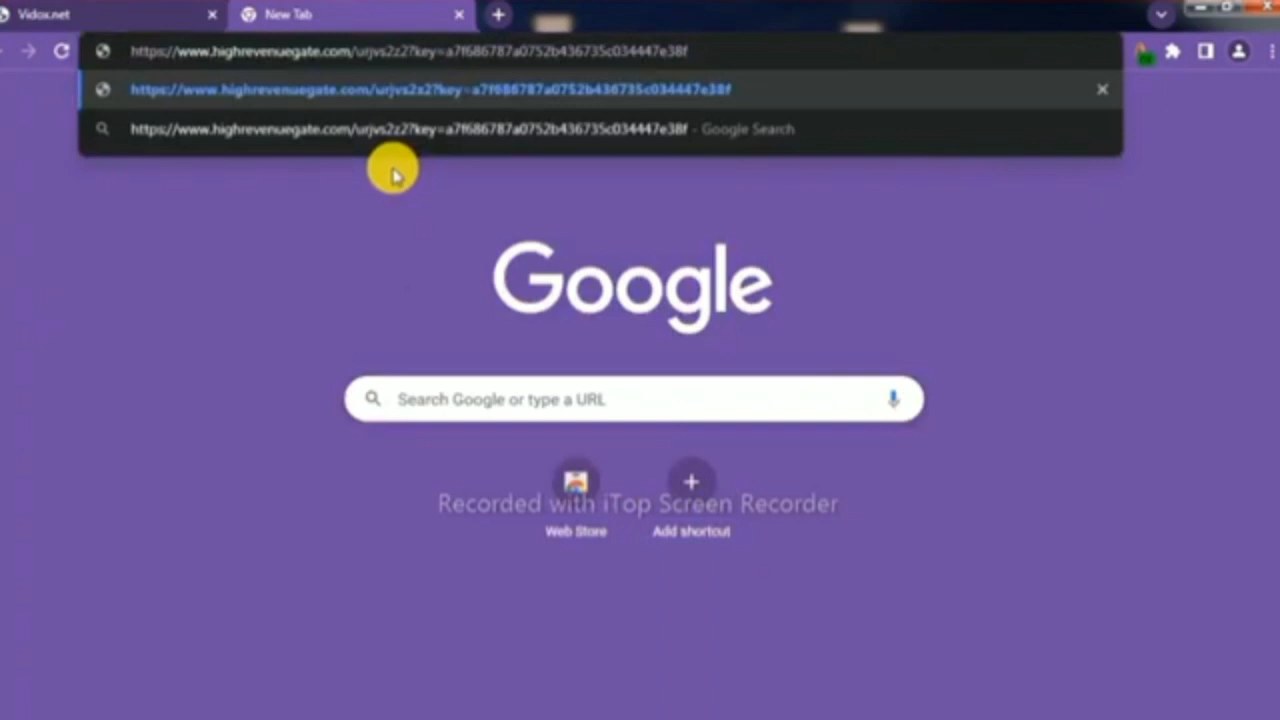 Vidox.net
New Tab
https://www.highrevenuegate.com/urjvs2z2?key=a7f686787a0752b436735c034447e38f
https://www.highrevenuegate.com/urjvs2z2?key=a7f686787a0752b436735c034447e38f
https://www.highrevenuegate.com/urjvs2z2?key=a7f686787a0752b436735c034447e38f - Google Search
Google
Search Google or type a URL
Recorded with iTop Screen Recorder
Web Store
Add shortcut